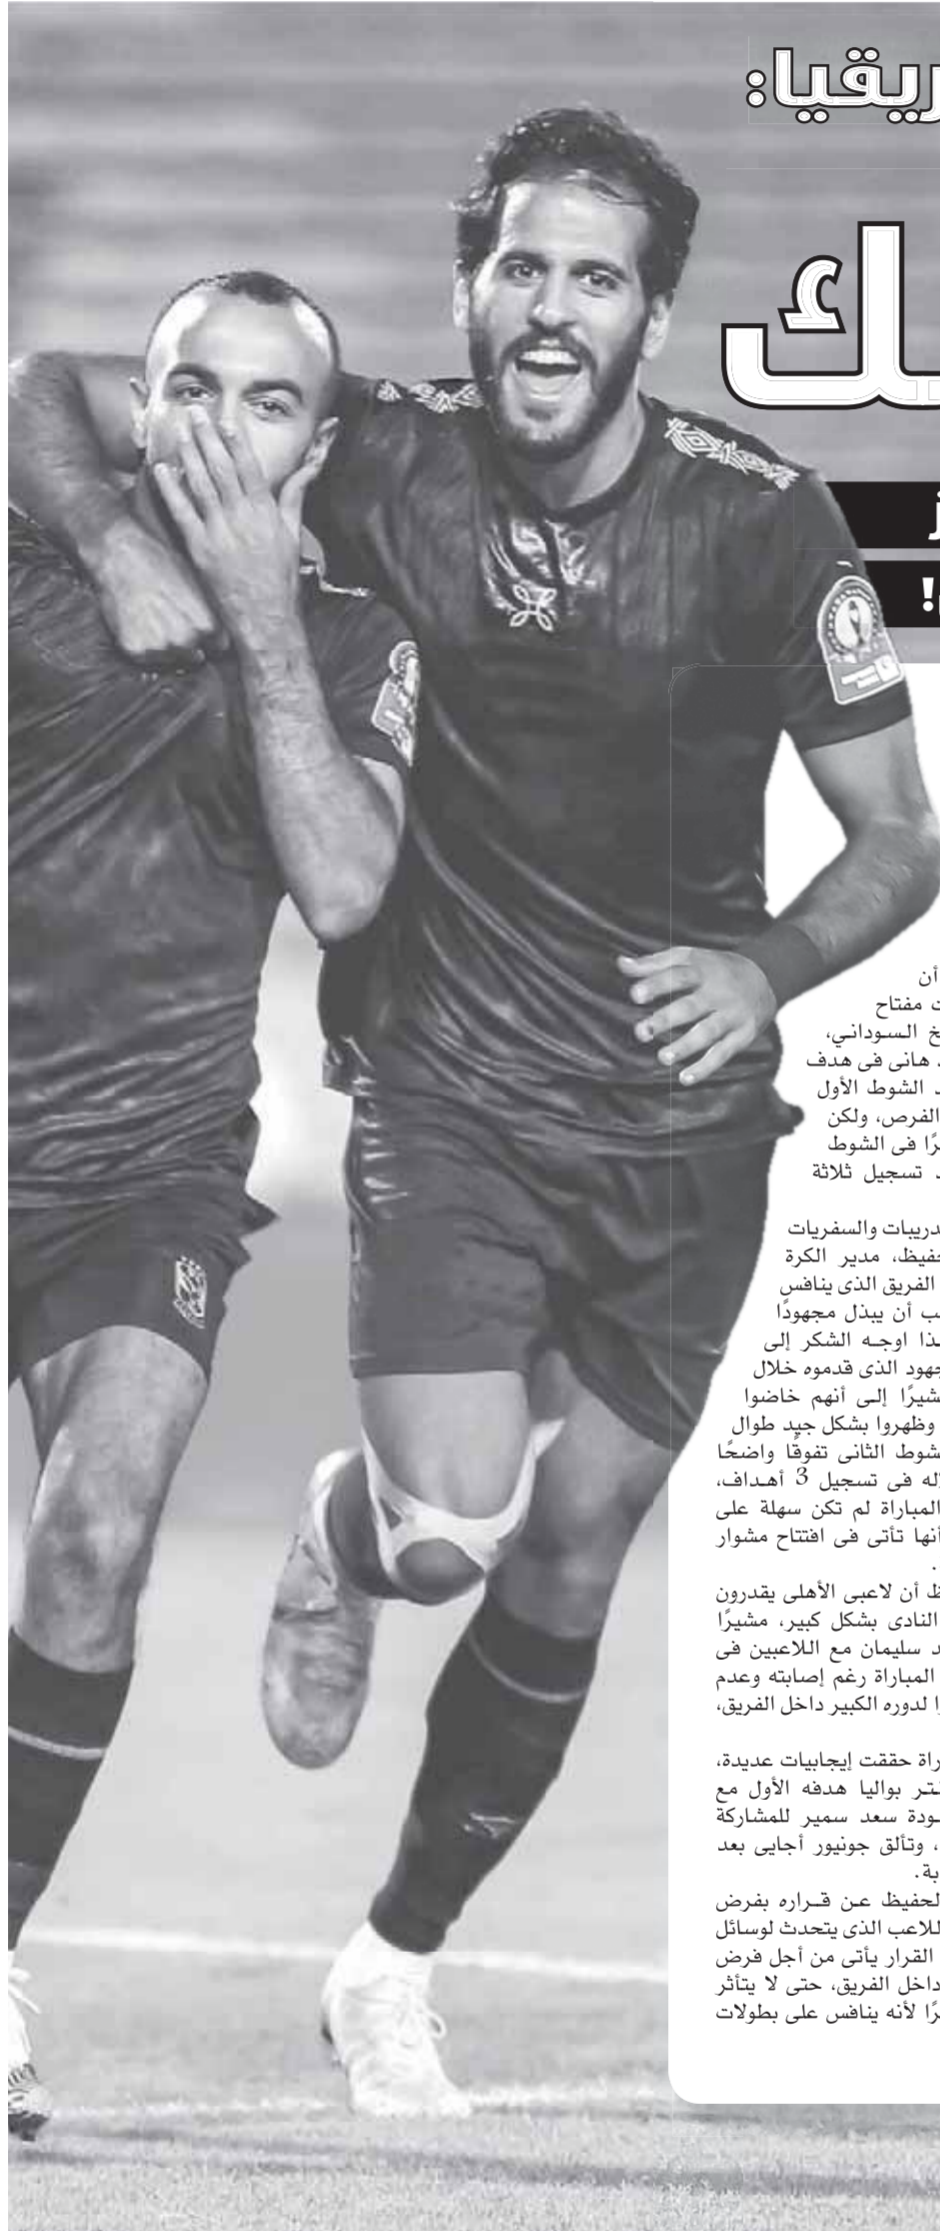 ريقيا:
ـك
ز
!
أن
ت مفتاح
خ السودانى،
د هانى فى هدف
د الشوط الأول
الفرص، ولكن
رًا فى الشوط
د تسجيل ثلاثة
دريبات والسفريات
حفيظ، مدير الكرة
الفريق الذى ينافس
ب أن يبذل مجهودًا
ذا اوجه الشكر إلى
جهود الذى قدموه خلال
شيرًا إلى أنهم خاضوا
وظهروا بشكل جيد طوال
شوط الثانى تفوقًا واضحًا
له فى تسجيل 3 أهداف،
المباراة لم تكن سهلة على
أنها تأتى فى افتتاح مشوار
.
ظ أن لاعبى الأهلى يقدرون
النادى بشكل كبير، مشيرًا
د سليمان مع اللاعبين فى
المباراة رغم إصابته وعدم
ا لدوره الكبير داخل الفريق،
راة حققت إيجابيات عديدة،
ـتـر بواليا هدفه الأول مع
ـودة سعد سمير للمشاركة
، وتألق جونيور أجايى بعد
بة.
لحفيظ عن قراره بفرض
للاعب الذى يتحدث لوسائل
القرار يأتى من أجل فرض
داخل الفريق، حتى لا يتأثر
رًا لأنه ينافس على بطولات